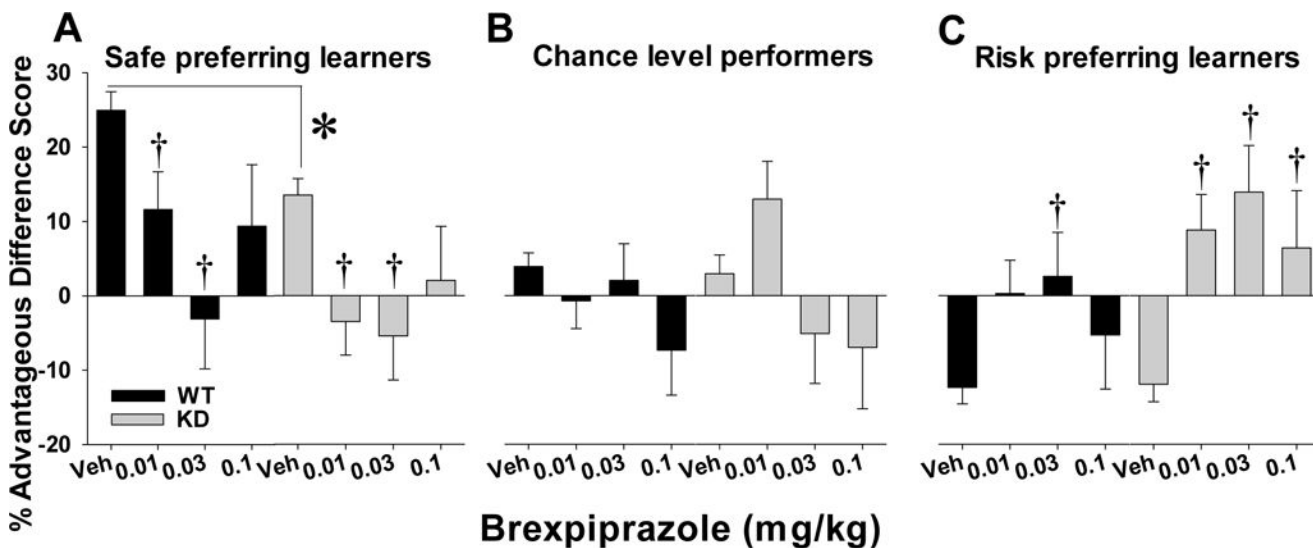 A
B
C
Safe preferring learners
Chance level performers
Risk preferring learners
% Advantageous Difference Score
30
20
10
0
-10
-20
*
† † † †
† † † †
WT
KD
Veh 0.01 0.03 0.1 Veh 0.01 0.03 0.1
Veh 0.01 0.03 0.1 Veh 0.01 0.03 0.1
Veh 0.01 0.03 0.1 Veh 0.01 0.03 0.1
Brexpiprazole (mg/kg)